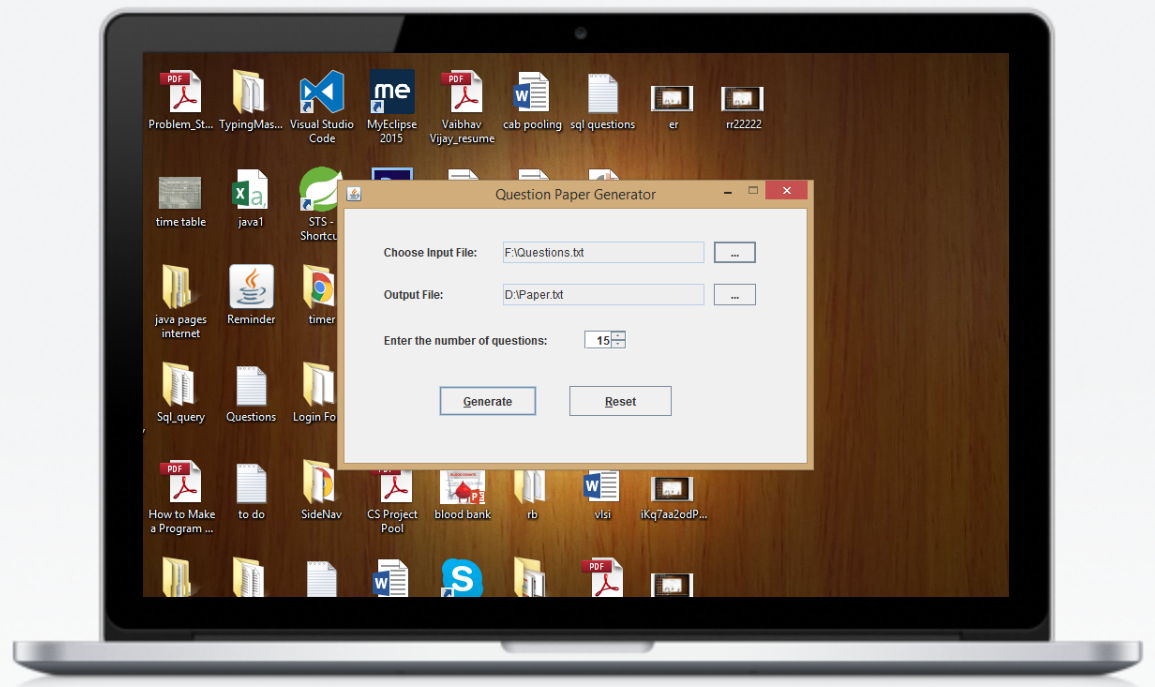 PDF
PDF
Problem_St...
TypingMas...
Visual Studio
Code
me
MyEclipse
2015
Vaibhav
Vijay_resume
W
cab pooling
sql questions
er
rr22222
time table
X a,
java1
STS -
Shortcu
java pages
internet
Reminder
timer
Sql_query
Questions
Login Fo
Question Paper Generator
Choose Input File:
F:\Questions.txt
...
Output File:
D:\Paper.txt
...
Enter the number of questions:
15
Generate
Reset
PDF
PDF
W
How to Make
a Program ...
to do
SideNav
CS Project
Pool
blood bank
rb
vlsi
iKq7aa2odP...
W
S
PDF